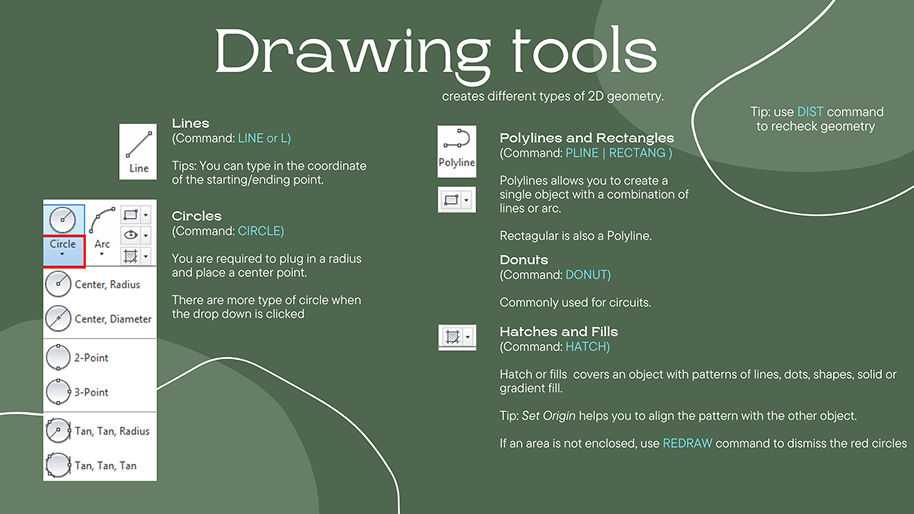 Drawing tools
creates different types of 2D geometry.
Tip: use DIST command
to recheck geometry
Line
Lines
(Command: LINE or L)
Tips: You can type in the coordinate
of the starting/ending point.
Circle
Arc
Center, Radius
Center, Diameter
2-Point
3-Point
Tan, Tan, Radius
Tan, Tan, Tan
Circles
(Command: CIRCLE)
You are required to plug in a radius
and place a center point.
There are more type of circle when
the drop down is clicked
Polyline
Polylines and Rectangles
(Command: PLINE | RECTANG )
Polylines allows you to create a
single object with a combination of
lines or arc.
Rectagular is also a Polyline.
Donuts
(Command: DONUT)
Commonly used for circuits.
Hatches and Fills
(Command: HATCH)
Hatch or fills covers an object with patterns of lines, dots, shapes, solid or
gradient fill.
Tip: Set Origin helps you to align the pattern with the other object.
If an area is not enclosed, use REDRAW command to dismiss the red circles